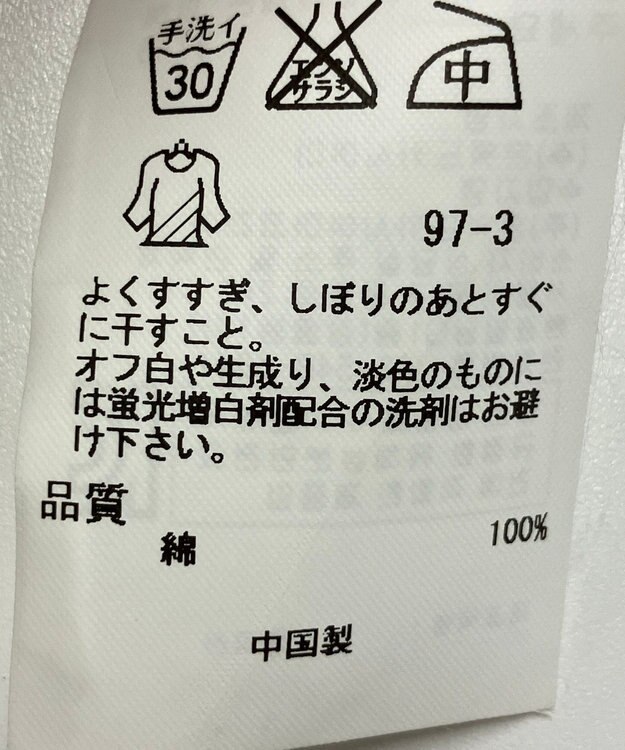 手洗イ
30
エンソ
サラシ
中
97-3
よくすすぎ、しぼりのあとすぐ
に干すこと。
オフ白や生成り、淡色のものに
は蛍光増白剤配合の洗剤はお避
け下さい。
品質
綿 100%
中国製